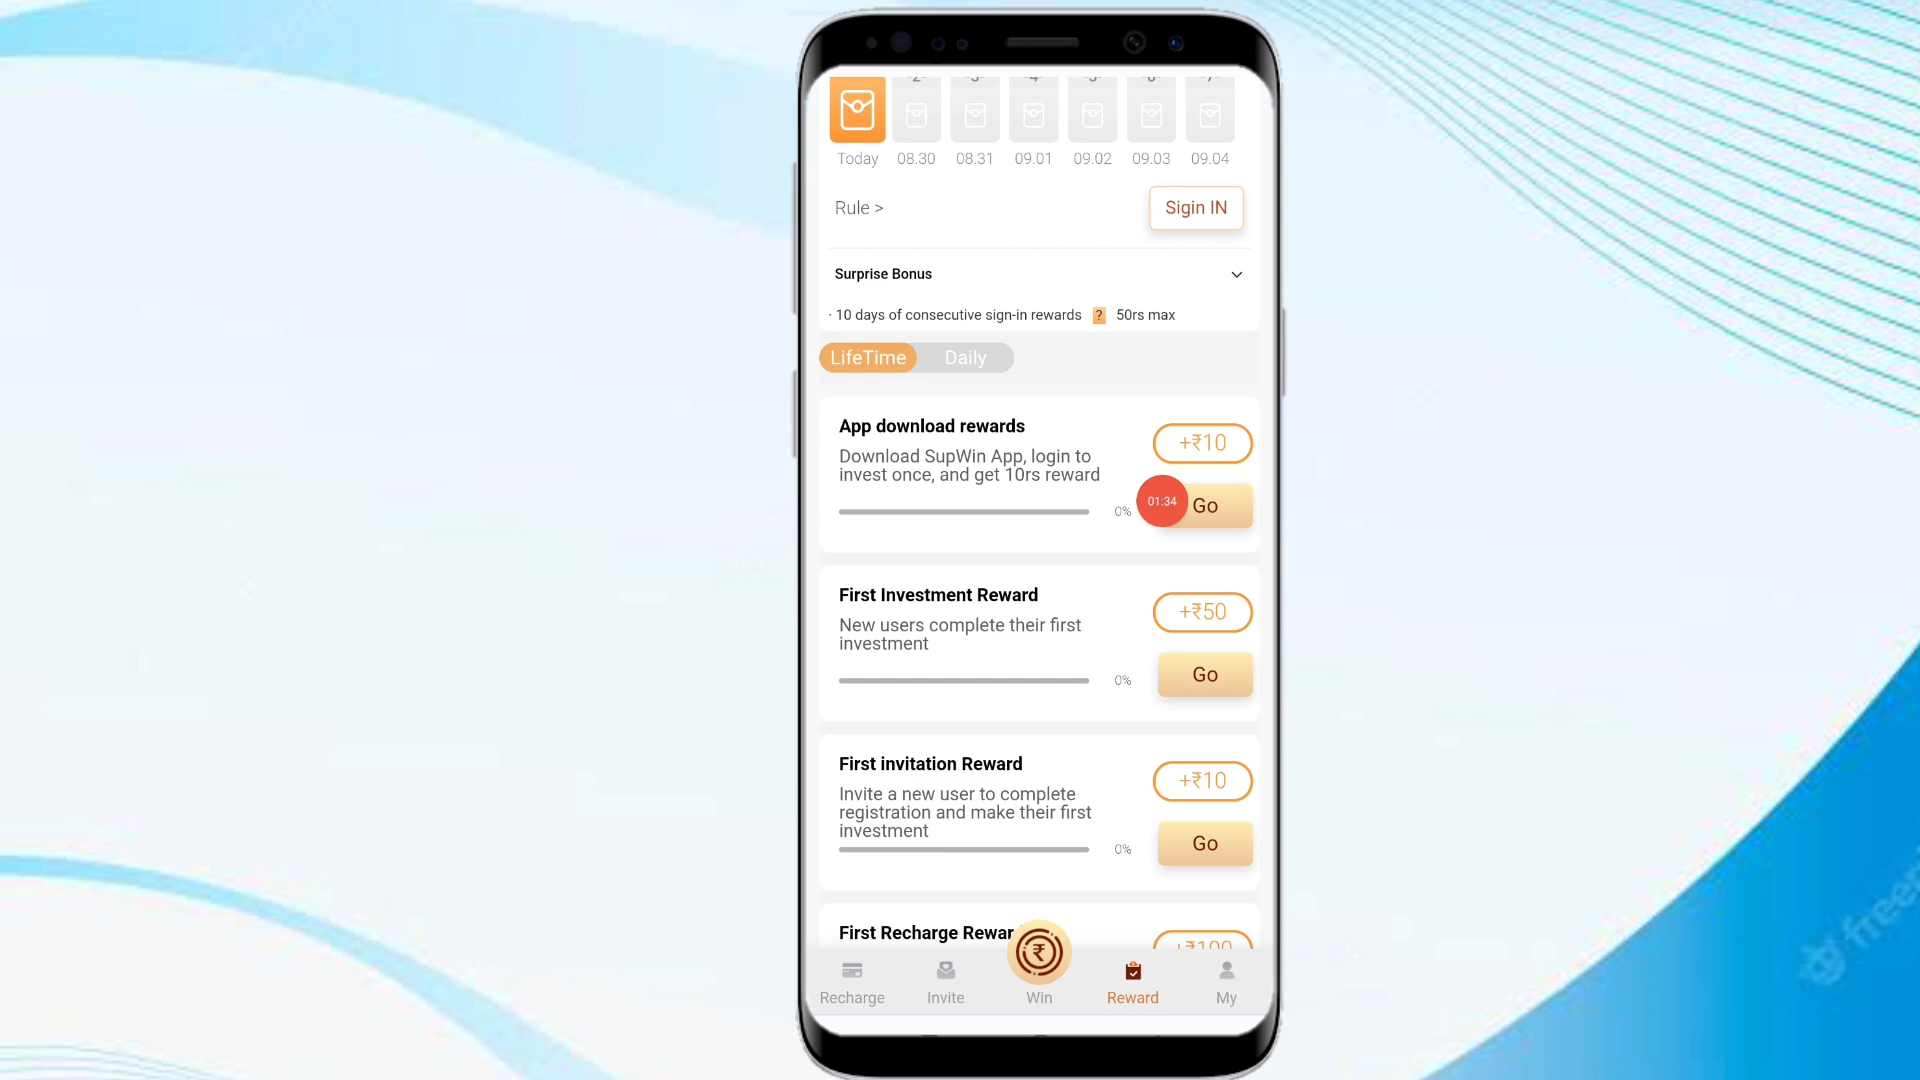 Today 08.30 08.31 09.01 09.02 09.03 09.04
Rule >
Sigin IN
Surprise Bonus
· 10 days of consecutive sign-in rewards ? 50rs max
LifeTime Daily
App download rewards
+₹10
Download SupWin App, login to
invest once, and get 10rs reward
0%
01:34
Go
First Investment Reward
+₹50
New users complete their first
investment
0%
Go
First invitation Reward
+₹10
Invite a new user to complete
registration and make their first
investment
0%
Go
First Recharge Rewar
+₹100
Recharge Invite Win Reward My